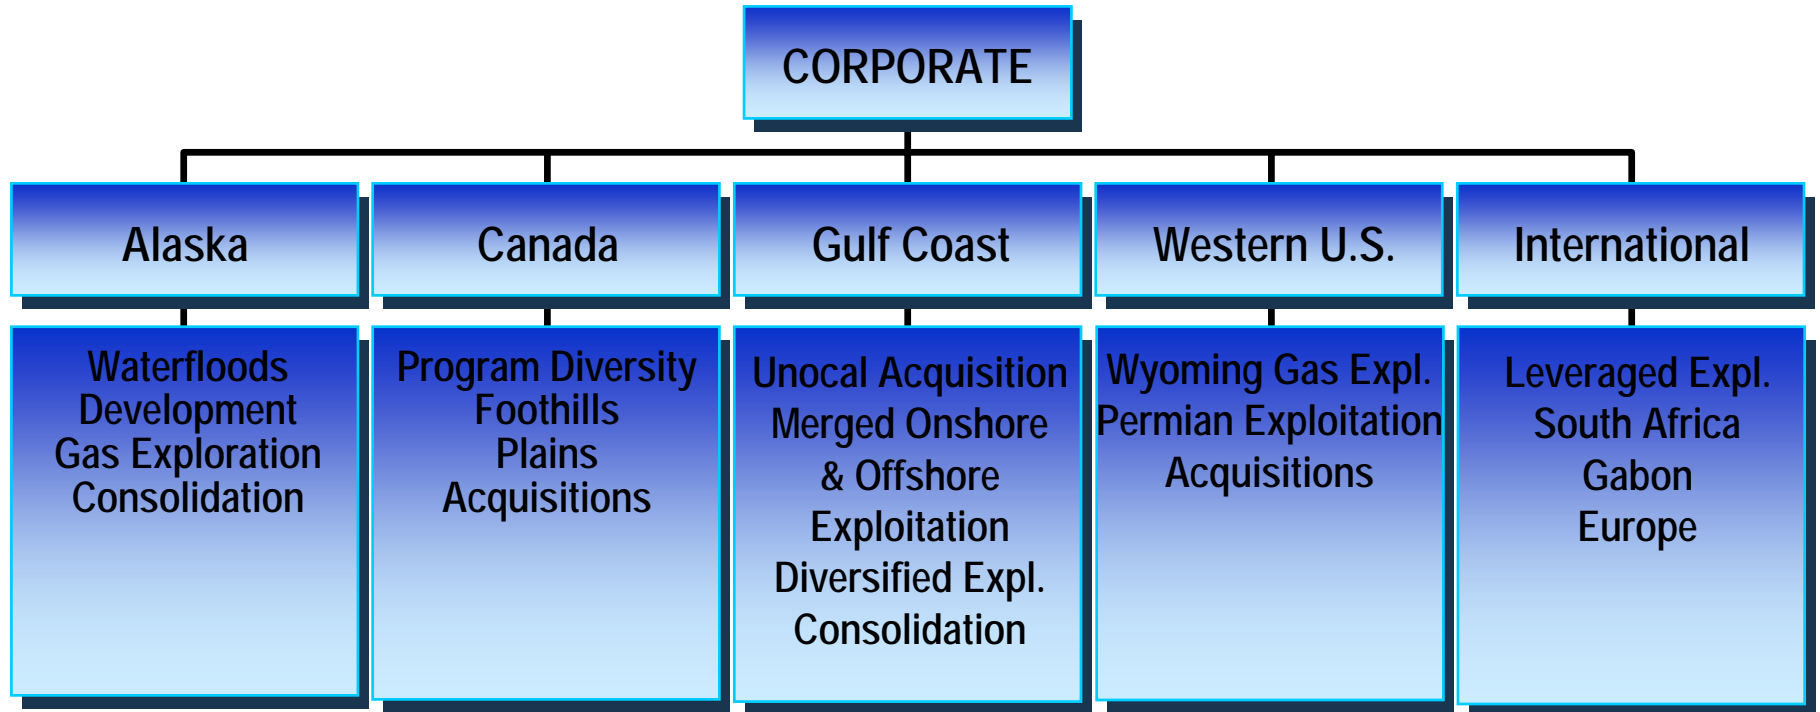 CORPORATE
Alaska
Canada
Gulf Coast
Western U.S.
International
Waterfloods
Development
Gas Exploration
Consolidation
Program Diversity
Foothills
Plains
Acquisitions
Unocal Acquisition
Merged Onshore
& Offshore
Exploitation
Diversified Expl.
Consolidation
Wyoming Gas Expl.
Permian Exploitation
Acquisitions
Leveraged Expl.
South Africa
Gabon
Europe